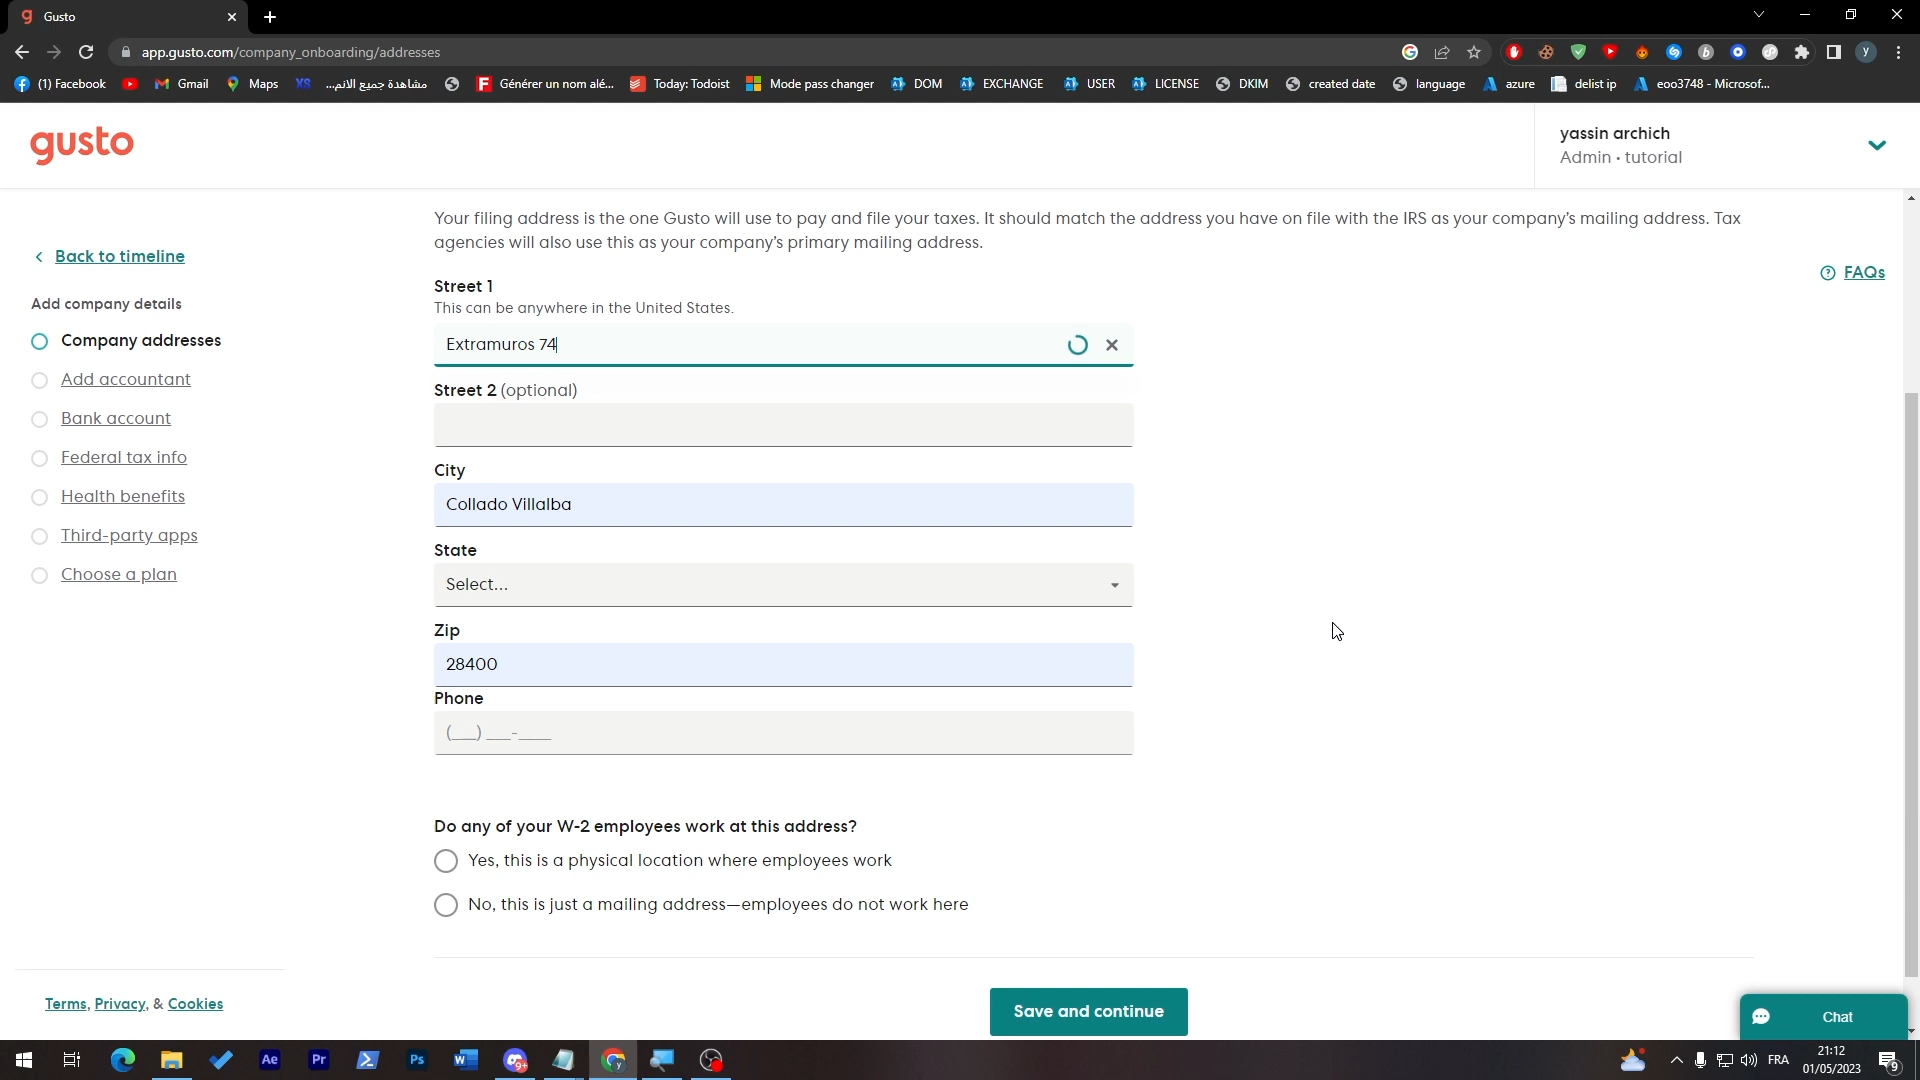 Gusto
app.gusto.com/company_onboarding/addresses
(1) Facebook
Gmail
Maps
مشاهدة جميع الانم...
Générer un nom alé...
Today: Todoist
Mode pass changer
DOM
EXCHANGE
USER
LICENSE
DKIM
created date
language
azure
delist ip
eoo3748 - Microsof...
gusto
yassin archich
Admin • tutorial
Your filing address is the one Gusto will use to pay and file your taxes. It should match the address you have on file with the IRS as your company's mailing address. Tax
agencies will also use this as your company's primary mailing address.
Back to timeline
FAQs
Add company details
Company addresses
Add accountant
Bank account
Federal tax info
Health benefits
Third-party apps
Choose a plan
Street 1
This can be anywhere in the United States.
Extramuros 74
Street 2 (optional)
City
Collado Villalba
State
Select...
Zip
28400
Phone
(___) ___-____
Do any of your W-2 employees work at this address?
Yes, this is a physical location where employees work
No, this is just a mailing address—employees do not work here
Terms, Privacy, & Cookies
Save and continue
Chat
Ae
Pr
Ps
W
9+
FRA
21:12
01/05/2023
9